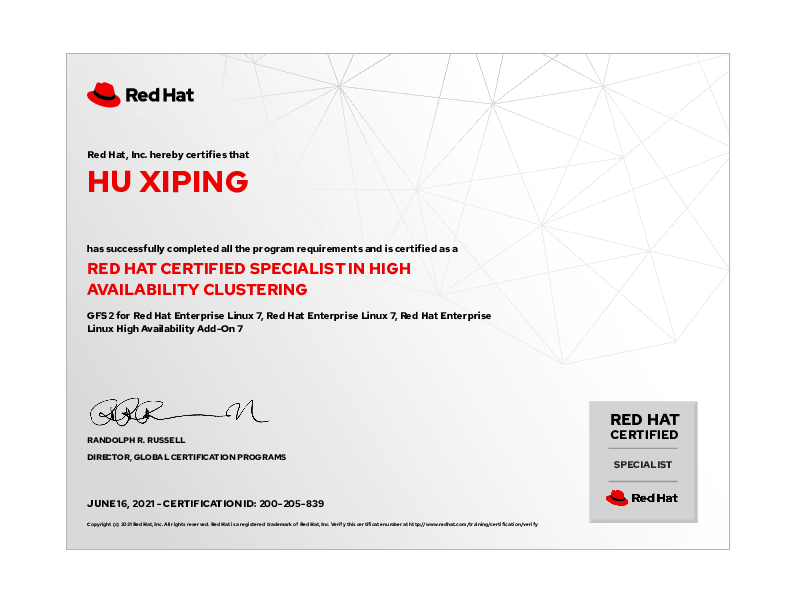 Red Hat
Red Hat, Inc. hereby certifies that
HU XIPING
has successfully completed all the program requirements and is certified as a
RED HAT CERTIFIED SPECIALIST IN HIGH
AVAILABILITY CLUSTERING
GFS2 for Red Hat Enterprise Linux 7, Red Hat Enterprise Linux 7, Red Hat Enterprise
Linux High Availability Add-On 7
RANDOLPH R. RUSSELL
DIRECTOR, GLOBAL CERTIFICATION PROGRAMS
JUNE 16, 2021 - CERTIFICATION ID: 200-205-839
Copyright (c) 2021 Red Hat, Inc. All rights reserved. Red Hat is a registered trademark of Red Hat, Inc. Verify this certificate number at http://www.redhat.com/training/certification/verify
RED HAT
CERTIFIED
SPECIALIST
Red Hat